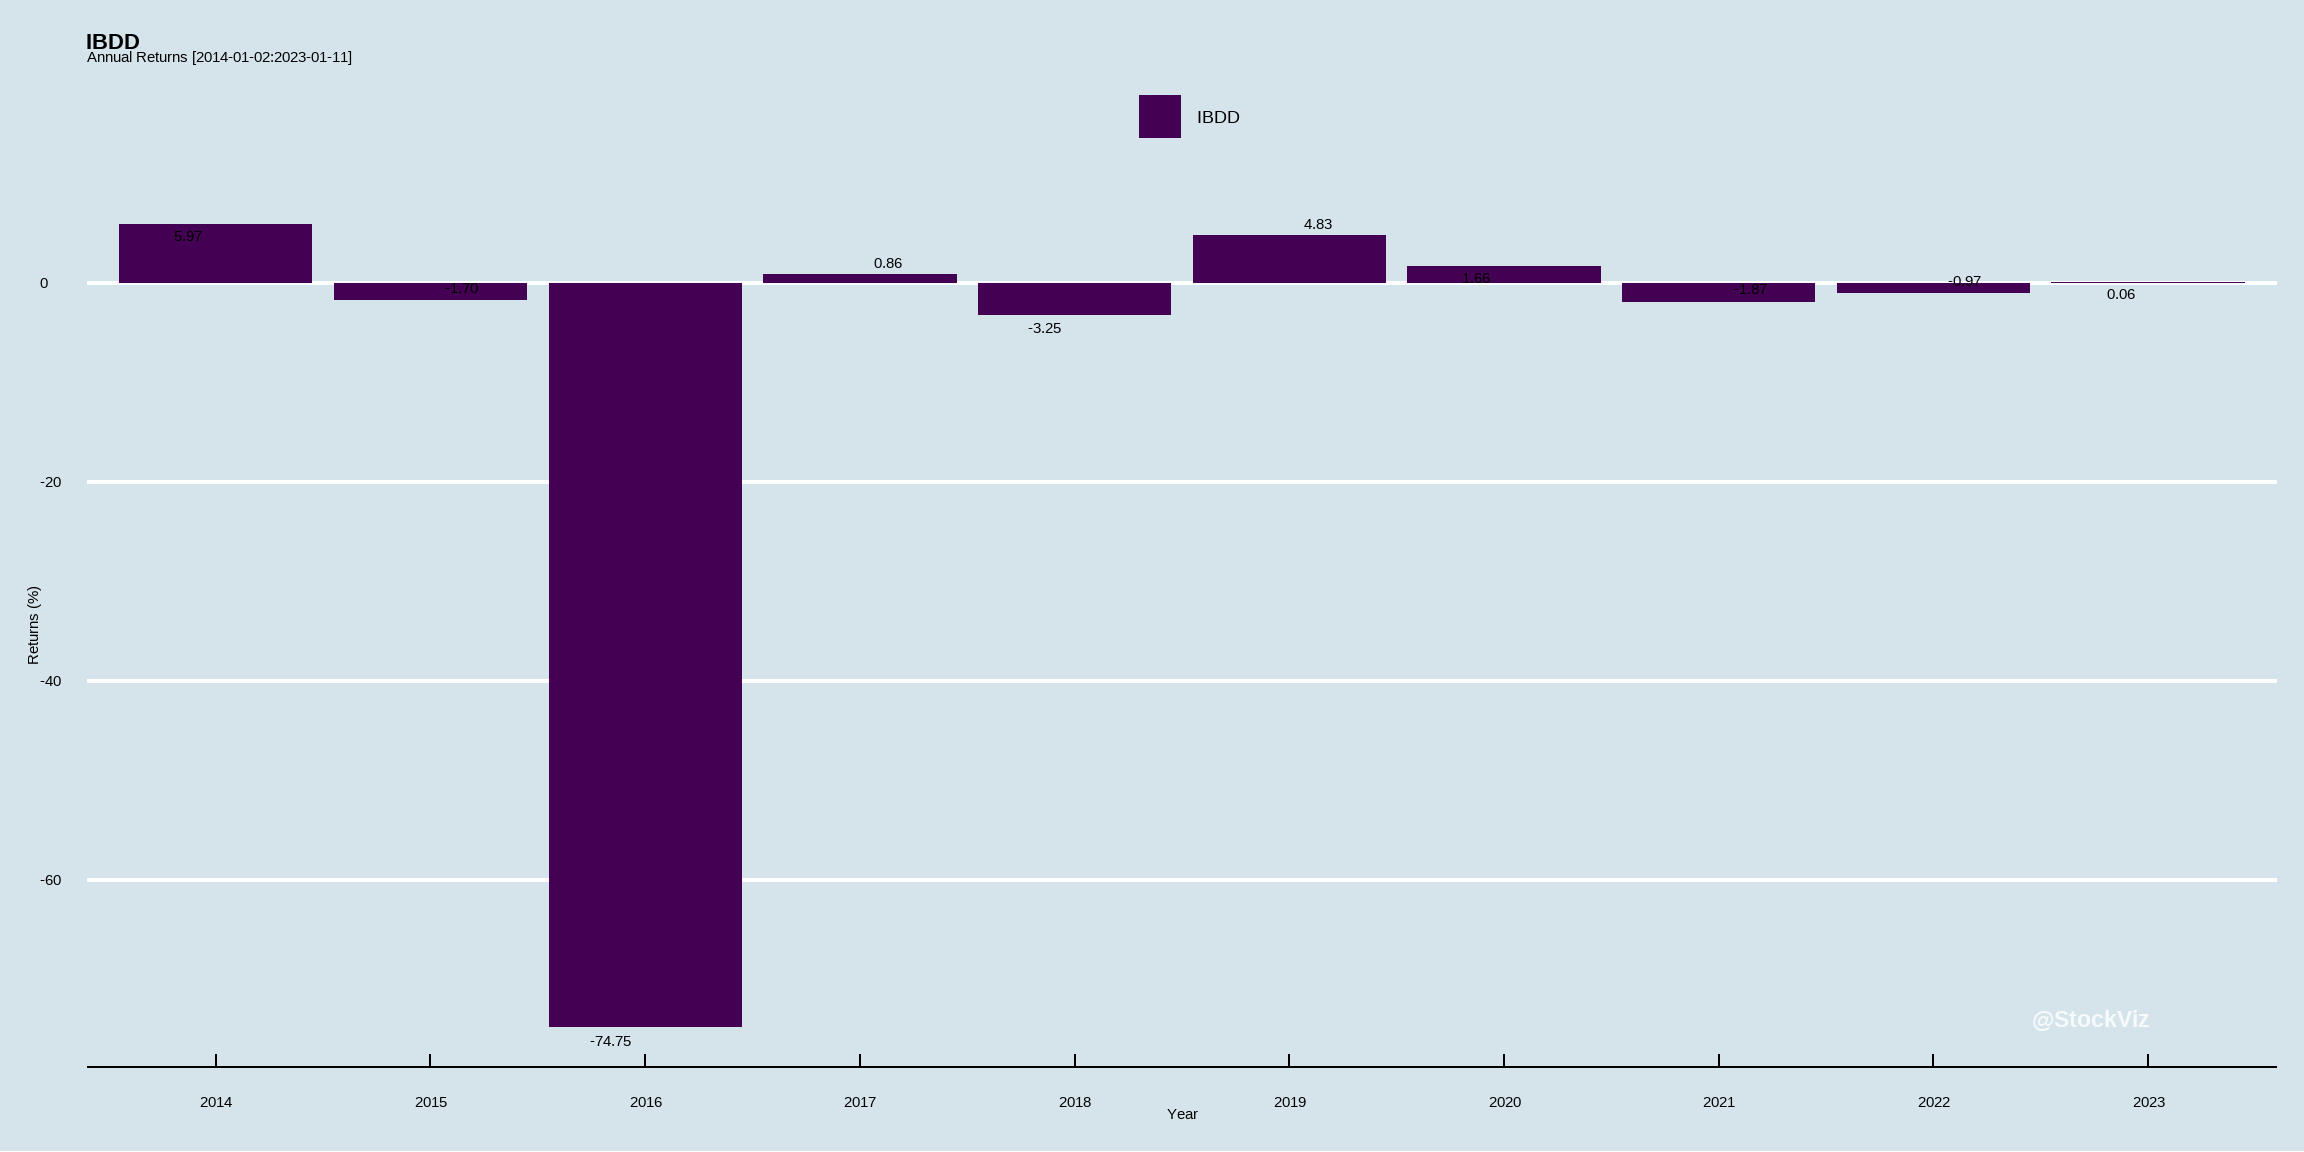 IBDD
Annual Returns [2014-01-02:2023-01-11]
IBDD
5.97
-1.70
-74.75
0.86
-3.25
4.83
1.66
-1.87
-0.97
0.06
0
-20
-40
-60
Returns (%)
@StockViz
2014 2015 2016 2017 2018 2019 2020 2021 2022 2023
Year